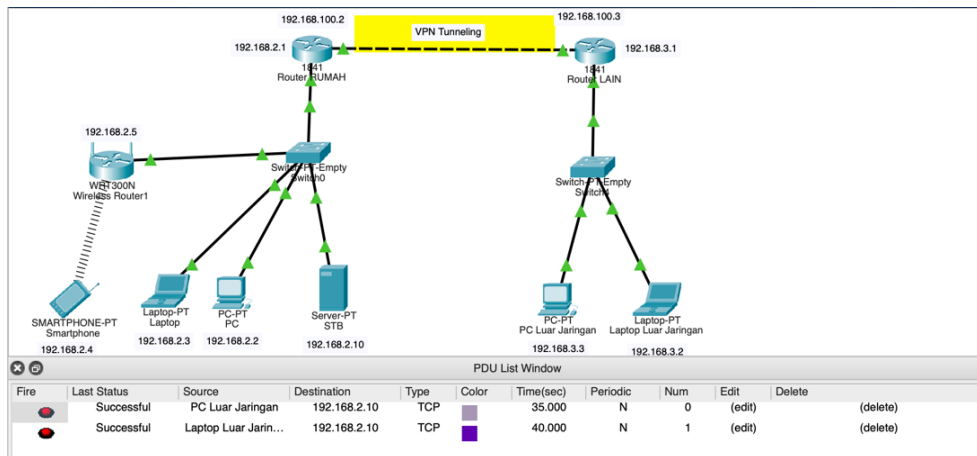 192.168.100.2
192.168.100.3
VPN Tunneling
192.168.2.1
192.168.3.1
1841
Router RUMAH
1841
Router LAIN
192.168.2.5
WRT300N
Wireless Router1
Switch-PT-Empty
Switch0
Switch-PT-Empty
Switch1
SMARTPHONE-PT
Smartphone
192.168.2.4
Laptop-PT
Laptop
192.168.2.3
PC-PT
PC
192.168.2.2
Server-PT
STB
192.168.2.10
PC-PT
PC Luar Jaringan
192.168.3.3
Laptop-PT
Laptop Luar Jaringan
192.168.3.2
PDU List Window
Fire Last Status Source Destination Type Color Time(sec) Periodic Num Edit Delete
Successful PC Luar Jaringan 192.168.2.10 TCP 35.000 N 0 (edit) (delete)
Successful Laptop Luar Jarin... 192.168.2.10 TCP 40.000 N 1 (edit) (delete)